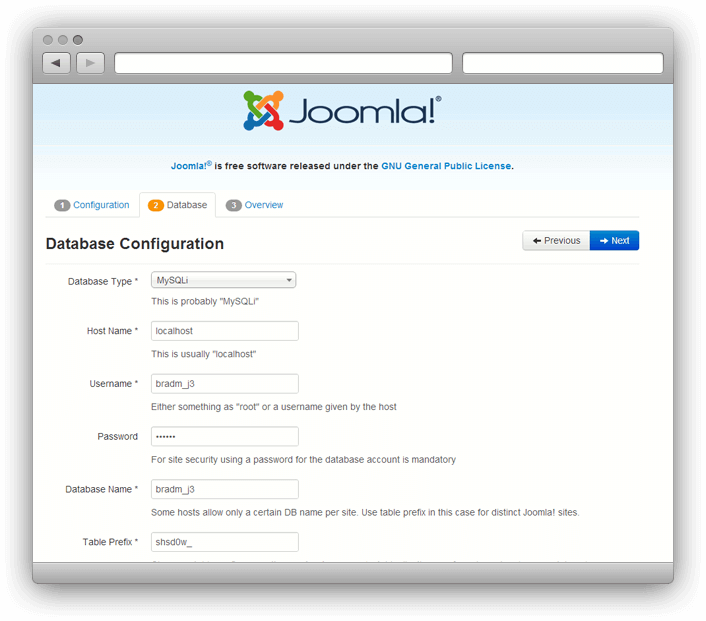 Joomla!®
Joomla!® is free software released under the GNU General Public License.
1 Configuration 2 Database 3 Overview
Database Configuration
Previous Next
Database Type * MySQLi
This is probably "MySQLi"
Host Name * localhost
This is usually "localhost"
Username * bradm_j3
Either something as "root" or a username given by the host
Password ••••••
For site security using a password for the database account is mandatory
Database Name * bradm_j3
Some hosts allow only a certain DB name per site. Use table prefix in this case for distinct Joomla! sites.
Table Prefix * shsd0w_